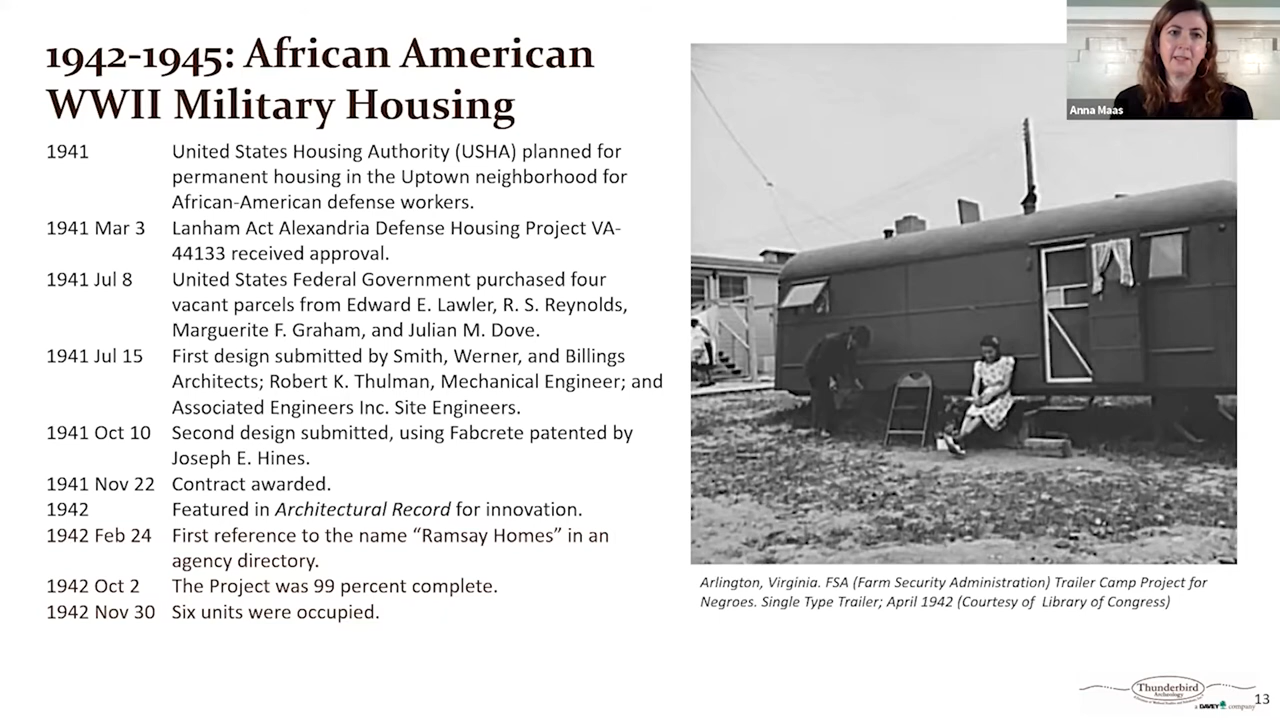 1942-1945: African American
WWII Military Housing
1941 United States Housing Authority (USHA) planned for
permanent housing in the Uptown neighborhood for
African-American defense workers.
1941 Mar 3 Lanham Act Alexandria Defense Housing Project VA-
44133 received approval.
1941 Jul 8 United States Federal Government purchased four
vacant parcels from Edward E. Lawler, R. S. Reynolds,
Marguerite F. Graham, and Julian M. Dove.
1941 Jul 15 First design submitted by Smith, Werner, and Billings
Architects; Robert K. Thulman, Mechanical Engineer; and
Associated Engineers Inc. Site Engineers.
1941 Oct 10 Second design submitted, using Fabcrete patented by
Joseph E. Hines.
1941 Nov 22 Contract awarded.
1942 Featured in Architectural Record for innovation.
1942 Feb 24 First reference to the name “Ramsay Homes” in an
agency directory.
1942 Oct 2 The Project was 99 percent complete.
1942 Nov 30 Six units were occupied.
Anna Maas
Arlington, Virginia. FSA (Farm Security Administration) Trailer Camp Project for
Negroes. Single Type Trailer; April 1942 (Courtesy of Library of Congress)
Thunderbird
Archaeology
a DAVEY company
13